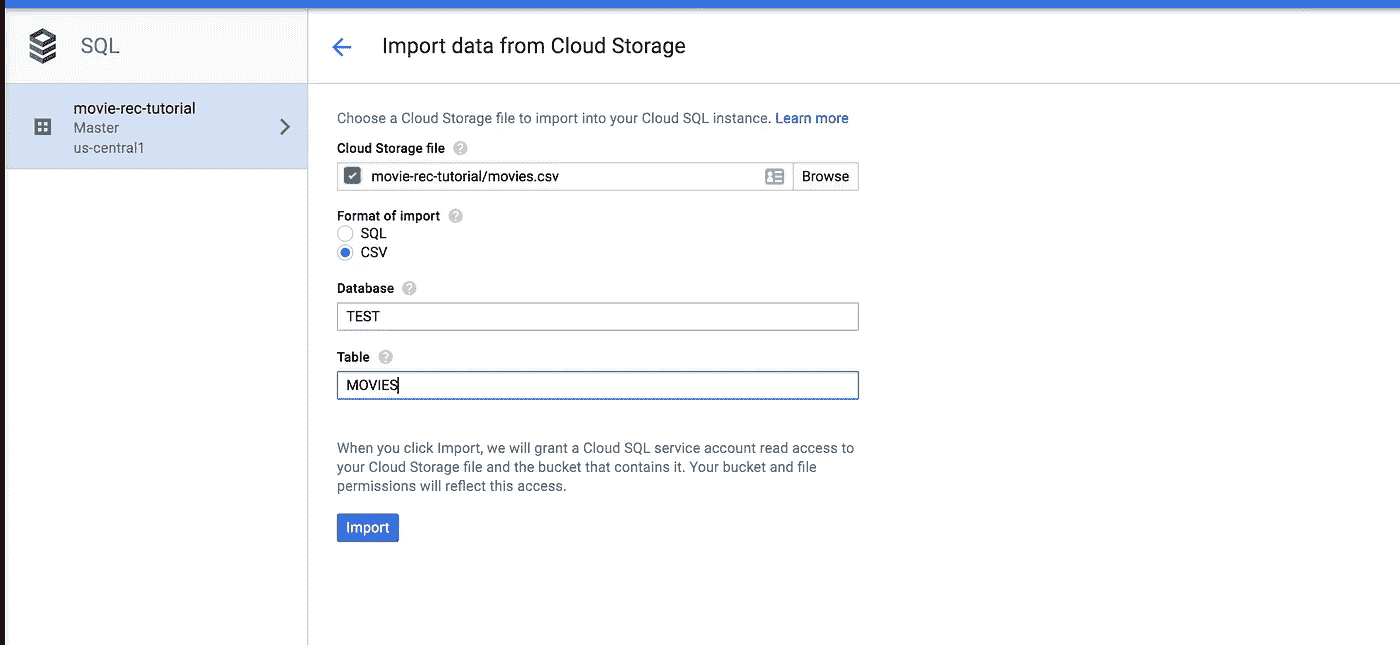 SQL
Import data from Cloud Storage
movie-rec-tutorial
Master
us-central1
Choose a Cloud Storage file to import into your Cloud SQL instance. Learn more
Cloud Storage file ?
movie-rec-tutorial/movies.csv Browse
Format of import ?
SQL
CSV
Database ?
TEST
Table ?
MOVIES
When you click Import, we will grant a Cloud SQL service account read access to
your Cloud Storage file and the bucket that contains it. Your bucket and file
permissions will reflect this access.
Import